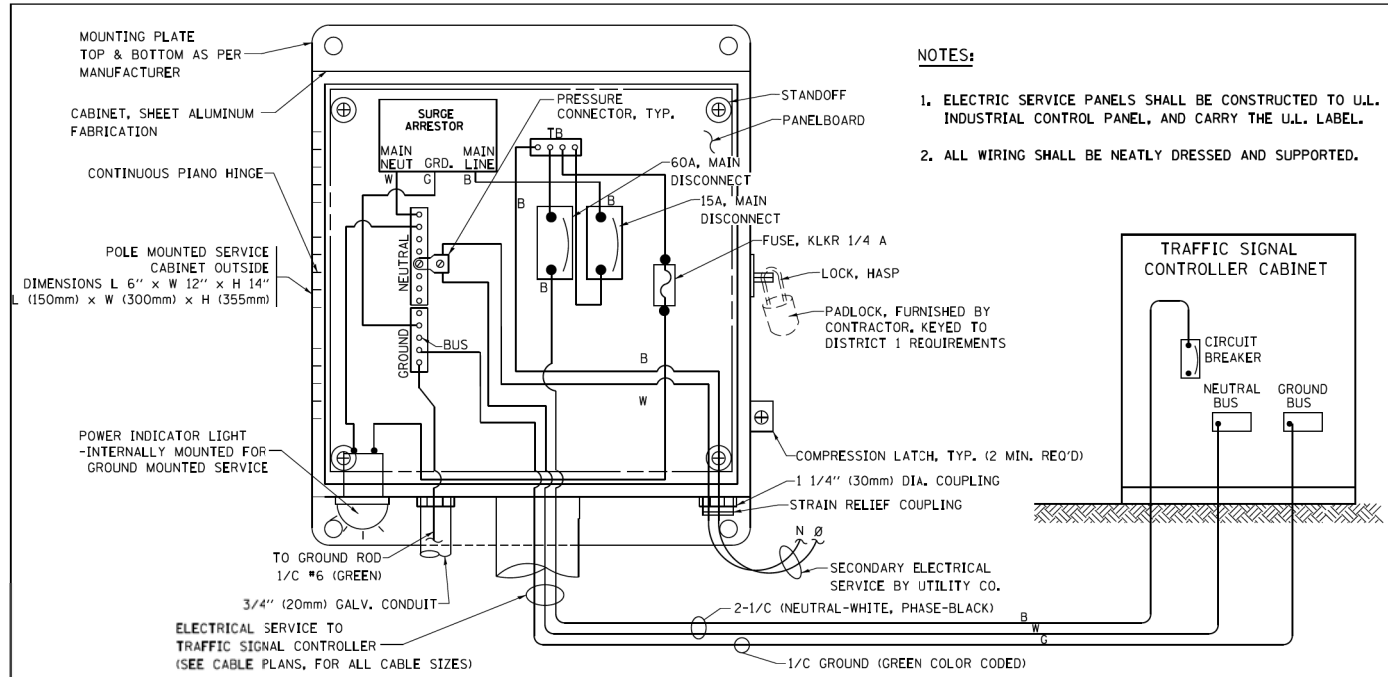 MOUNTING PLATE
TOP & BOTTOM AS PER
MANUFACTURER
CABINET, SHEET ALUMINUM
FABRICATION
CONTINUOUS PIANO HINGE
POLE MOUNTED SERVICE
CABINET OUTSIDE
DIMENSIONS L 6" x W 12" x H 14"
L (150mm) x W (300mm) x H (355mm)
POWER INDICATOR LIGHT
-INTERNALLY MOUNTED FOR
GROUND MOUNTED SERVICE
SURGE
ARRESTOR
MAIN
NEUT
GRD.
MAIN
LINE
W
G
B
PRESSURE
CONNECTOR, TYP.
TB
STANDOFF
PANELBOARD
60A, MAIN
DISCONNECT
15A, MAIN
DISCONNECT
FUSE, KLKR 1/4 A
B
B
B
NEUTRAL
GROUND
BUS
B
W
LOCK, HASP
PADLOCK, FURNISHED BY
CONTRACTOR. KEYED TO
DISTRICT 1 REQUIREMENTS
COMPRESSION LATCH, TYP. (2 MIN. REQ'D)
1 1/4" (30mm) DIA. COUPLING
STRAIN RELIEF COUPLING
N Ø
SECONDARY ELECTRICAL
SERVICE BY UTILITY CO.
TO GROUND ROD
1/C #6 (GREEN)
3/4" (20mm) GALV. CONDUIT
ELECTRICAL SERVICE TO
TRAFFIC SIGNAL CONTROLLER
(SEE CABLE PLANS, FOR ALL CABLE SIZES)
2-1/C (NEUTRAL-WHITE, PHASE-BLACK)
1/C GROUND (GREEN COLOR CODED)
B
W
G
NOTES:
1. ELECTRIC SERVICE PANELS SHALL BE CONSTRUCTED TO U.L.
INDUSTRIAL CONTROL PANEL, AND CARRY THE U.L. LABEL.
2. ALL WIRING SHALL BE NEATLY DRESSED AND SUPPORTED.
TRAFFIC SIGNAL
CONTROLLER CABINET
CIRCUIT
BREAKER
NEUTRAL
BUS
GROUND
BUS